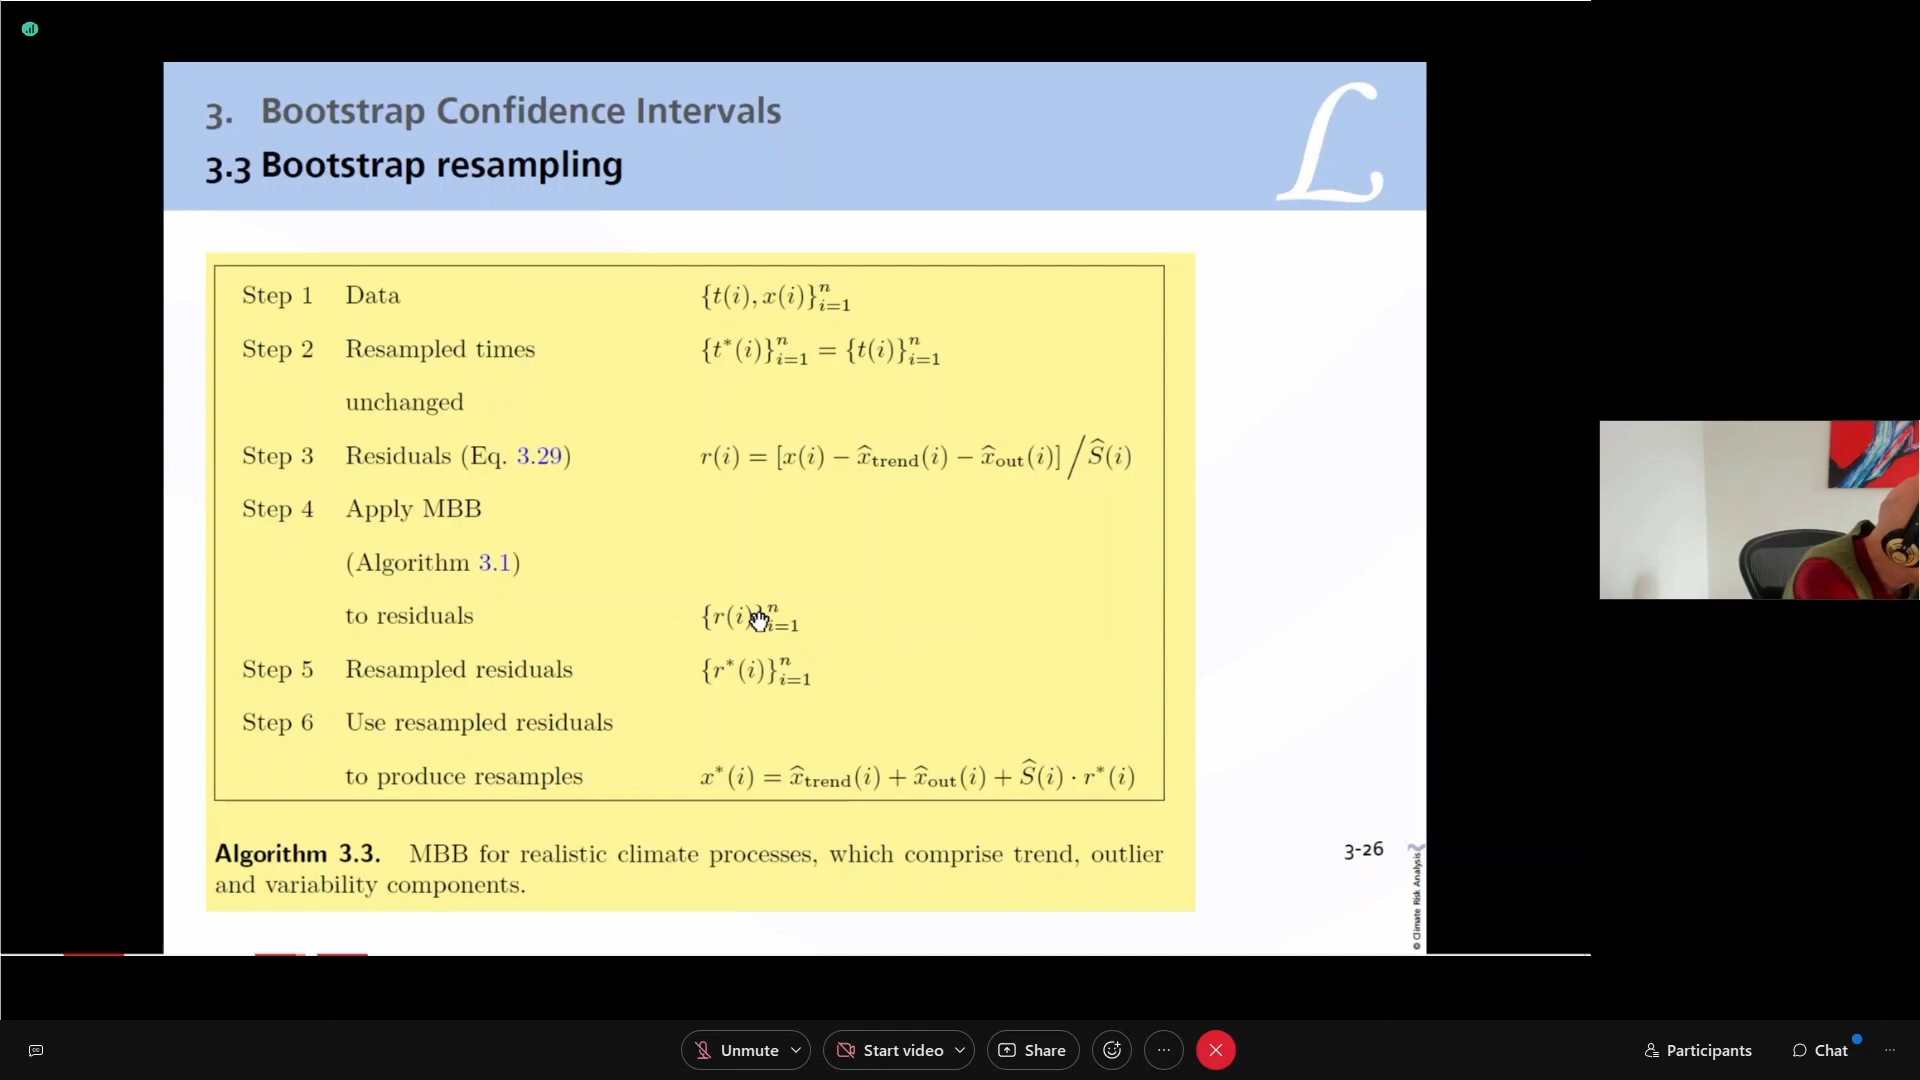 3. Bootstrap Confidence Intervals
3.3 Bootstrap resampling
ℒ
Step 1 Data {t(i), x(i)}ⁿᵢ₌₁
Step 2 Resampled times {t*(i)}ⁿᵢ₌₁ = {t(i)}ⁿᵢ₌₁
unchanged
Step 3 Residuals (Eq. 3.29) r(i) = [x(i) − x̂trend(i) − x̂out(i)] / Ŝ(i)
Step 4 Apply MBB
(Algorithm 3.1)
to residuals {r(i)}ⁿᵢ₌₁
Step 5 Resampled residuals {r*(i)}ⁿᵢ₌₁
Step 6 Use resampled residuals
to produce resamples x*(i) = x̂trend(i) + x̂out(i) + Ŝ(i) · r*(i)
Algorithm 3.3. MBB for realistic climate processes, which comprise trend, outlier
and variability components.
3-26
© Climate Risk Analysis
Unmute
Start video
Share
Participants
Chat